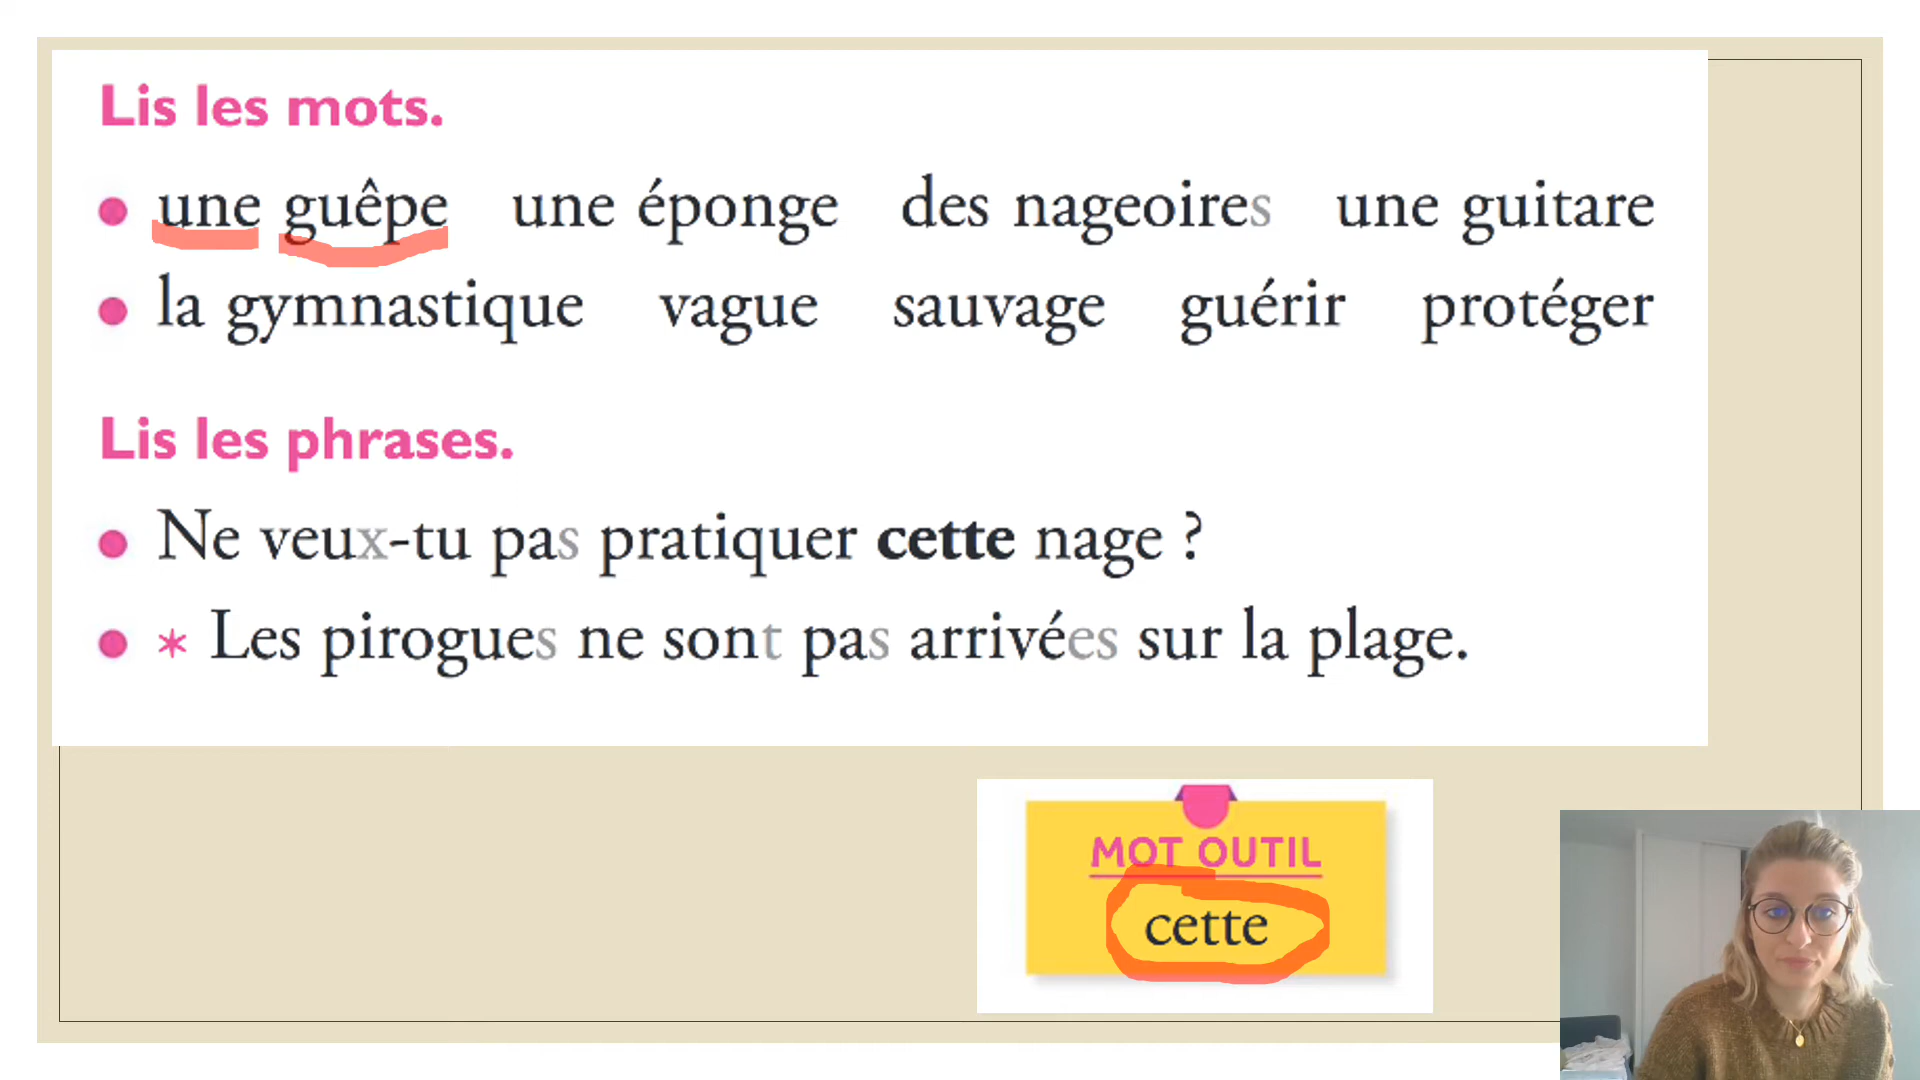 Lis les mots.
une guêpe une éponge des nageoires une guitare
la gymnastique vague sauvage guérir protéger
Lis les phrases.
Ne veux-tu pas pratiquer cette nage ?
* Les pirogues ne sont pas arrivées sur la plage.
MOT OUTIL
cette